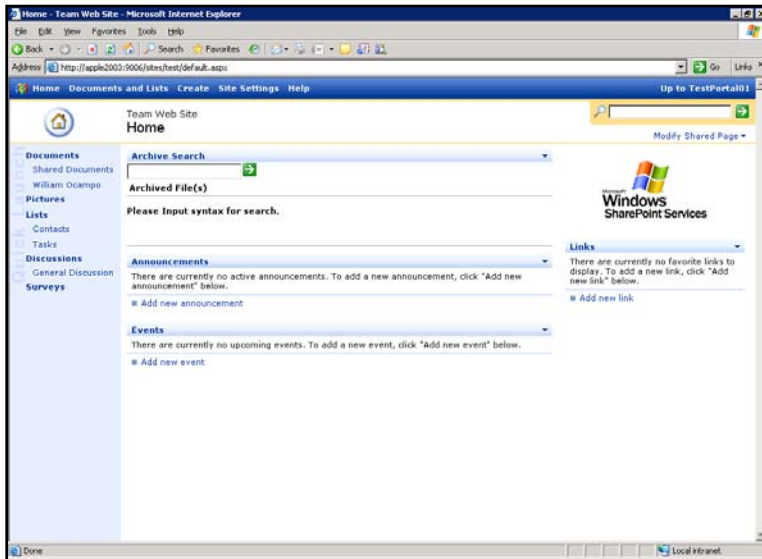 Home - Team Web Site - Microsoft Internet Explorer
File Edit View Favorites Tools Help
Back Search Favorites
Address http://apple2003:9006/sites/test/default.aspx Go Links
Home Documents and Lists Create Site Settings Help Up to TestPortal01
Team Web Site
Home
Modify Shared Page
Quick Launch
Documents
Shared Documents
William Ocampo
Pictures
Lists
Contacts
Tasks
Discussions
General Discussion
Surveys
Archive Search
Archived File(s)
Please Input syntax for search.
Announcements
There are currently no active announcements. To add a new announcement, click "Add new
announcement" below.
Add new announcement
Events
There are currently no upcoming events. To add a new event, click "Add new event" below.
Add new event
Microsoft
Windows
SharePoint Services
Links
There are currently no favorite links to
display. To add a new link, click "Add
new link" below.
Add new link
Done Local intranet